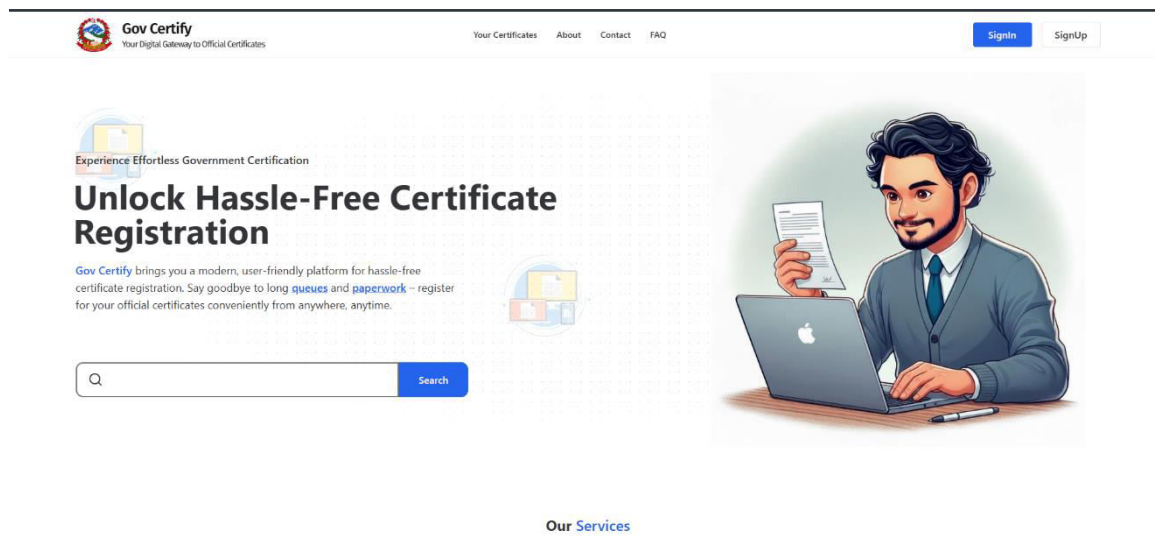 Gov Certify
Your Digital Gateway to Official Certificates
Your Certificates About Contact FAQ
SignIn SignUp
Experience Effortless Government Certification
Unlock Hassle-Free Certificate
Registration
Gov Certify brings you a modern, user-friendly platform for hassle-free
certificate registration. Say goodbye to long queues and paperwork – register
for your official certificates conveniently from anywhere, anytime.
Search
Our Services